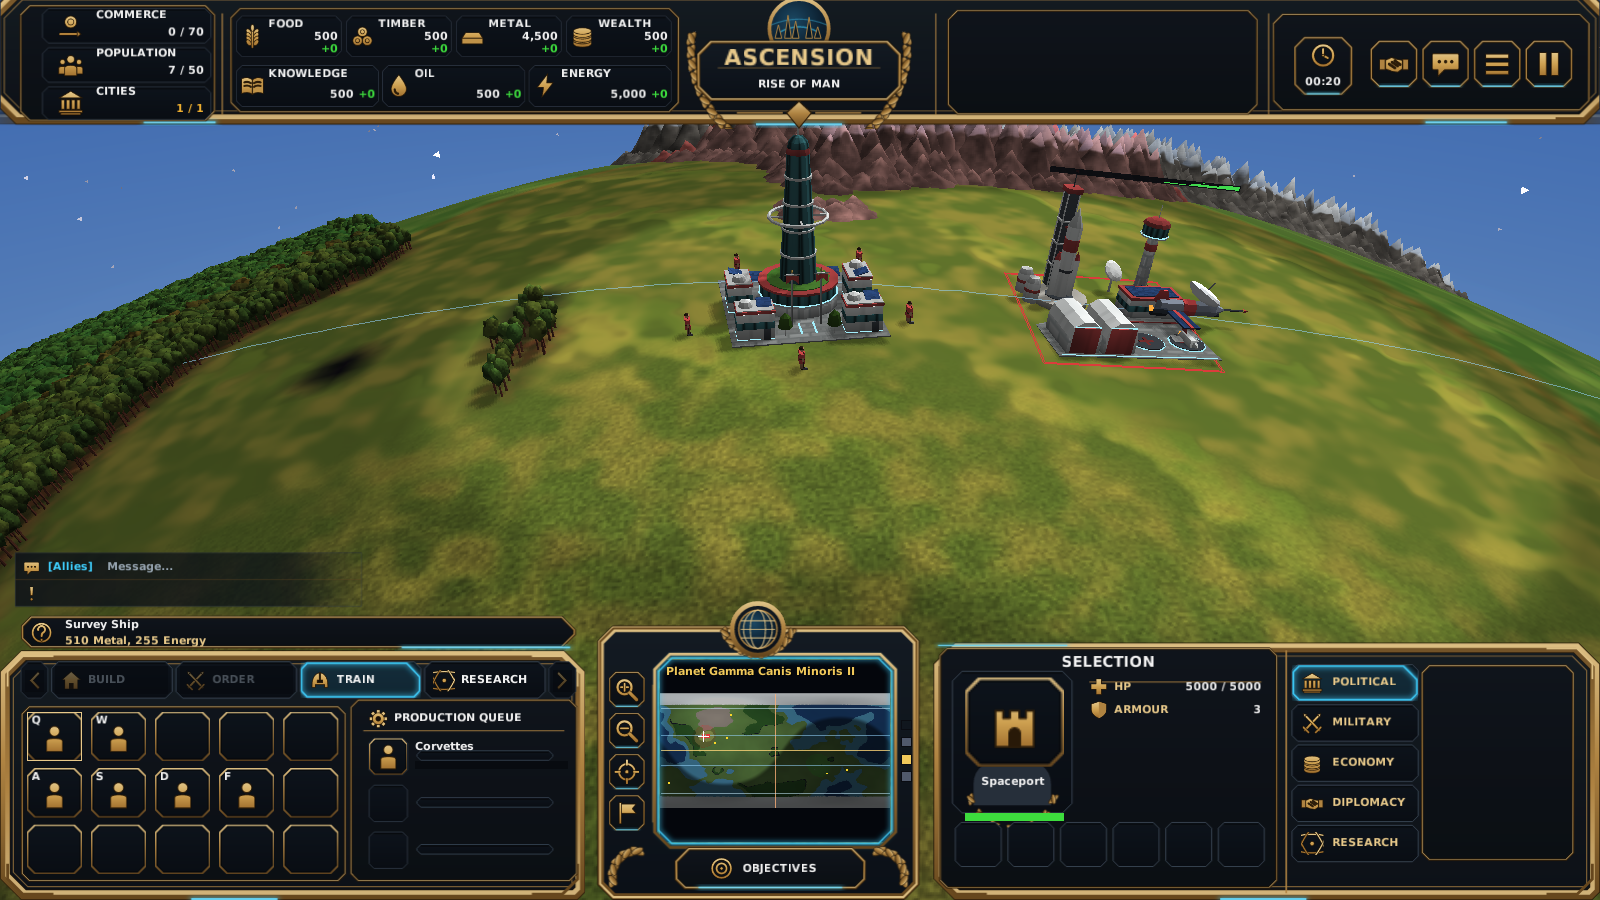 COMMERCE
0 / 70
POPULATION
7 / 50
CITIES
1 / 1
FOOD
500
+0
TIMBER
500
+0
METAL
4,500
+0
WEALTH
500
+0
KNOWLEDGE
500 +0
OIL
500 +0
ENERGY
5,000 +0
ASCENSION
RISE OF MAN
00:20
[Allies] Message...
!
Survey Ship
510 Metal, 255 Energy
BUILD
ORDER
TRAIN
RESEARCH
Q
W
A
S
D
F
PRODUCTION QUEUE
Corvettes
Planet Gamma Canis Minoris II
OBJECTIVES
SELECTION
HP 5000 / 5000
ARMOUR 3
Spaceport
POLITICAL
MILITARY
ECONOMY
DIPLOMACY
RESEARCH